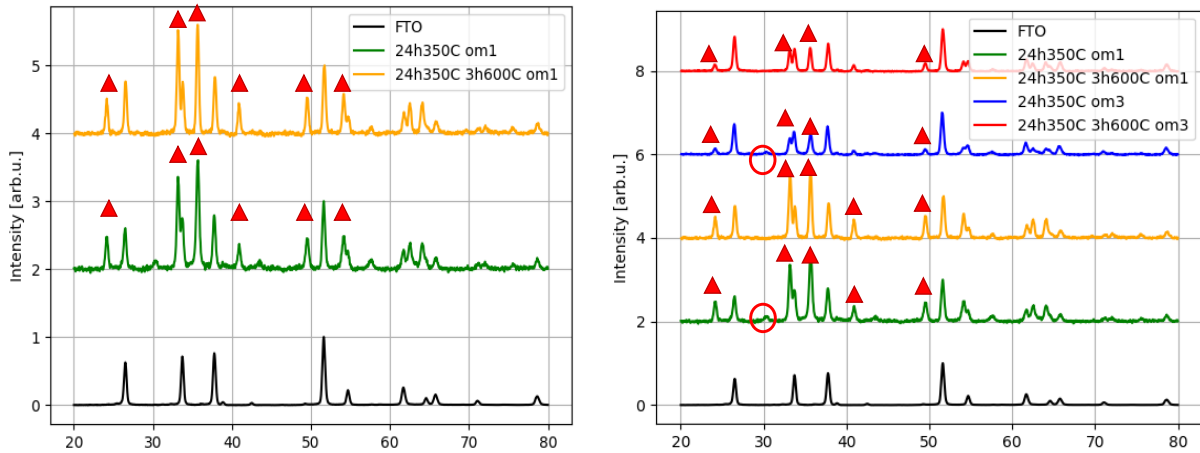 FTO
24h350C om1
24h350C 3h600C om1
Intensity [arb.u.]
5
4
3
2
1
0
20 30 40 50 60 70 80
FTO
24h350C om1
24h350C 3h600C om1
24h350C om3
24h350C 3h600C om3
Intensity [arb.u.]
8
6
4
2
0
20 30 40 50 60 70 80